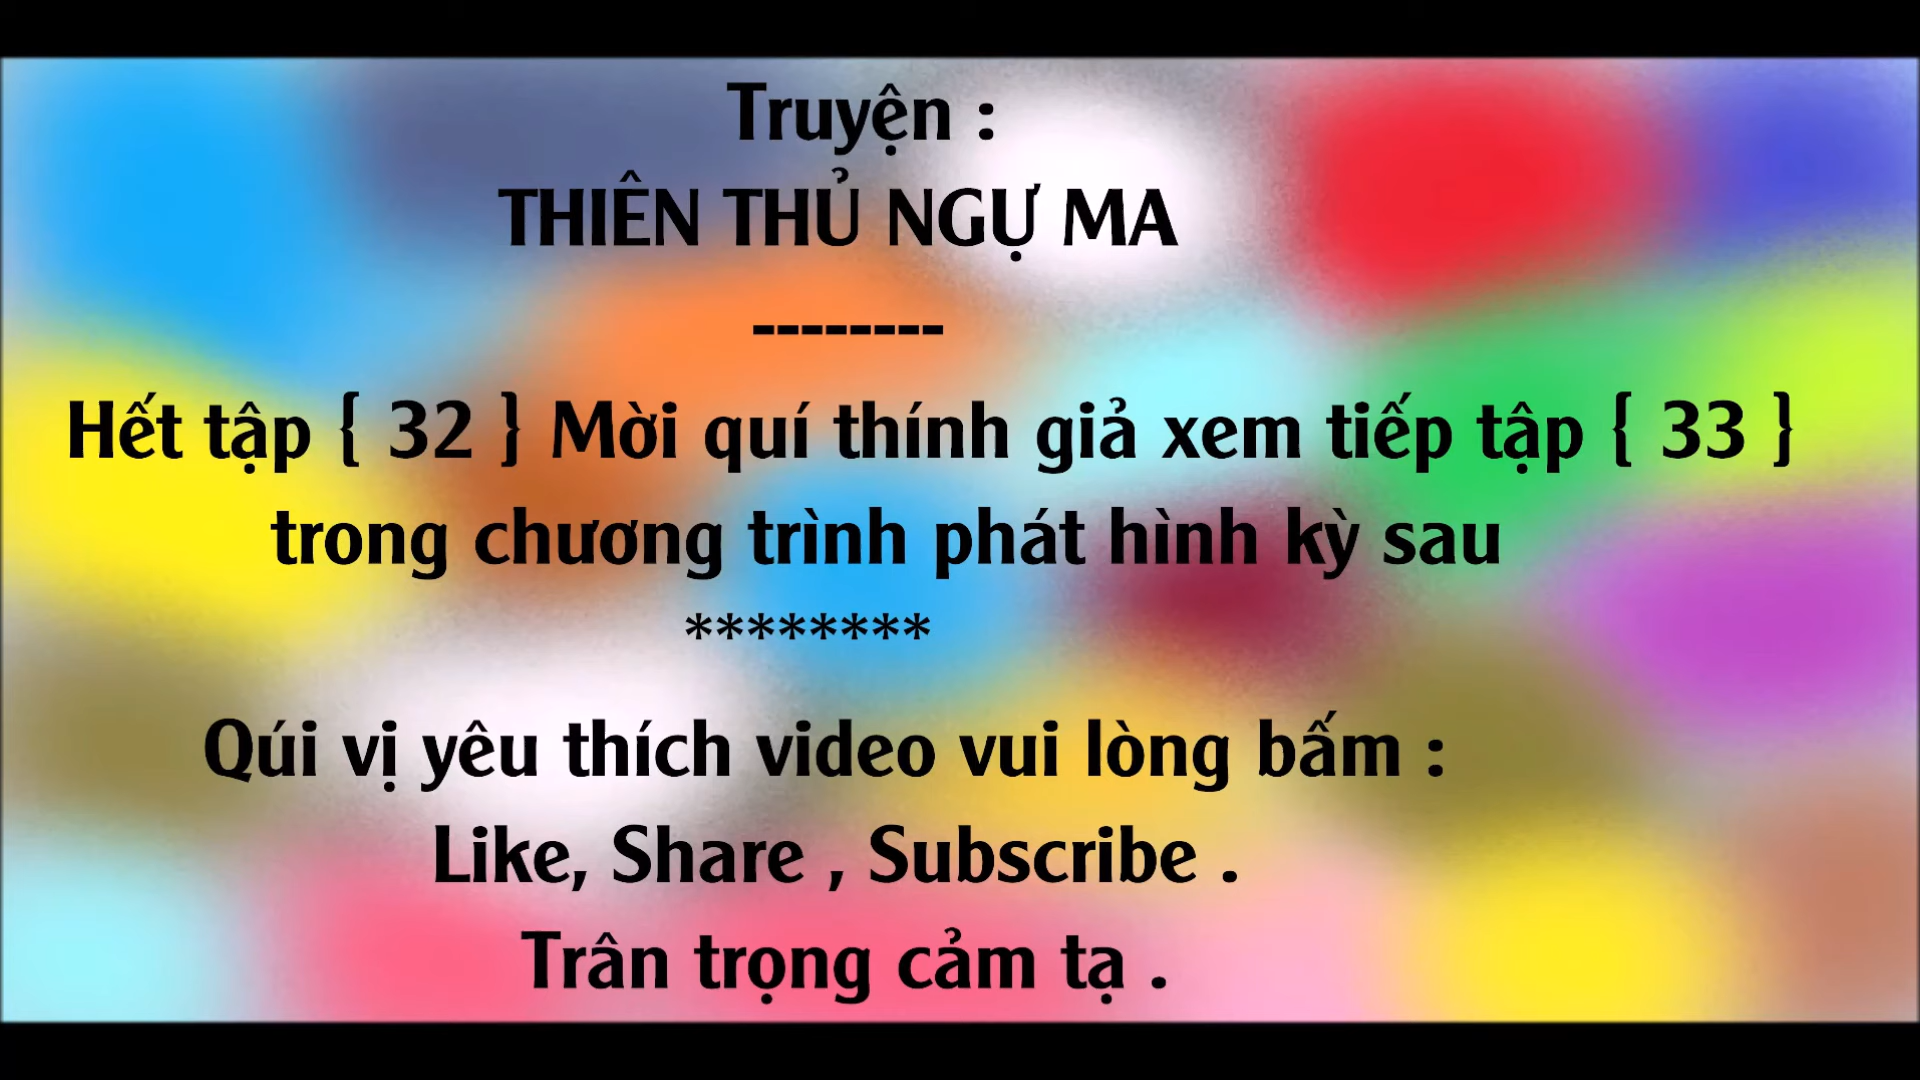 Truyện :
THIÊN THỦ NGỰ MA
--------
Hết tập { 32 } Mời quí thính giả xem tiếp tập { 33 }
trong chương trình phát hình kỳ sau
********
Qúi vị yêu thích video vui lòng bấm :
Like, Share , Subscribe .
Trân trọng cảm tạ .